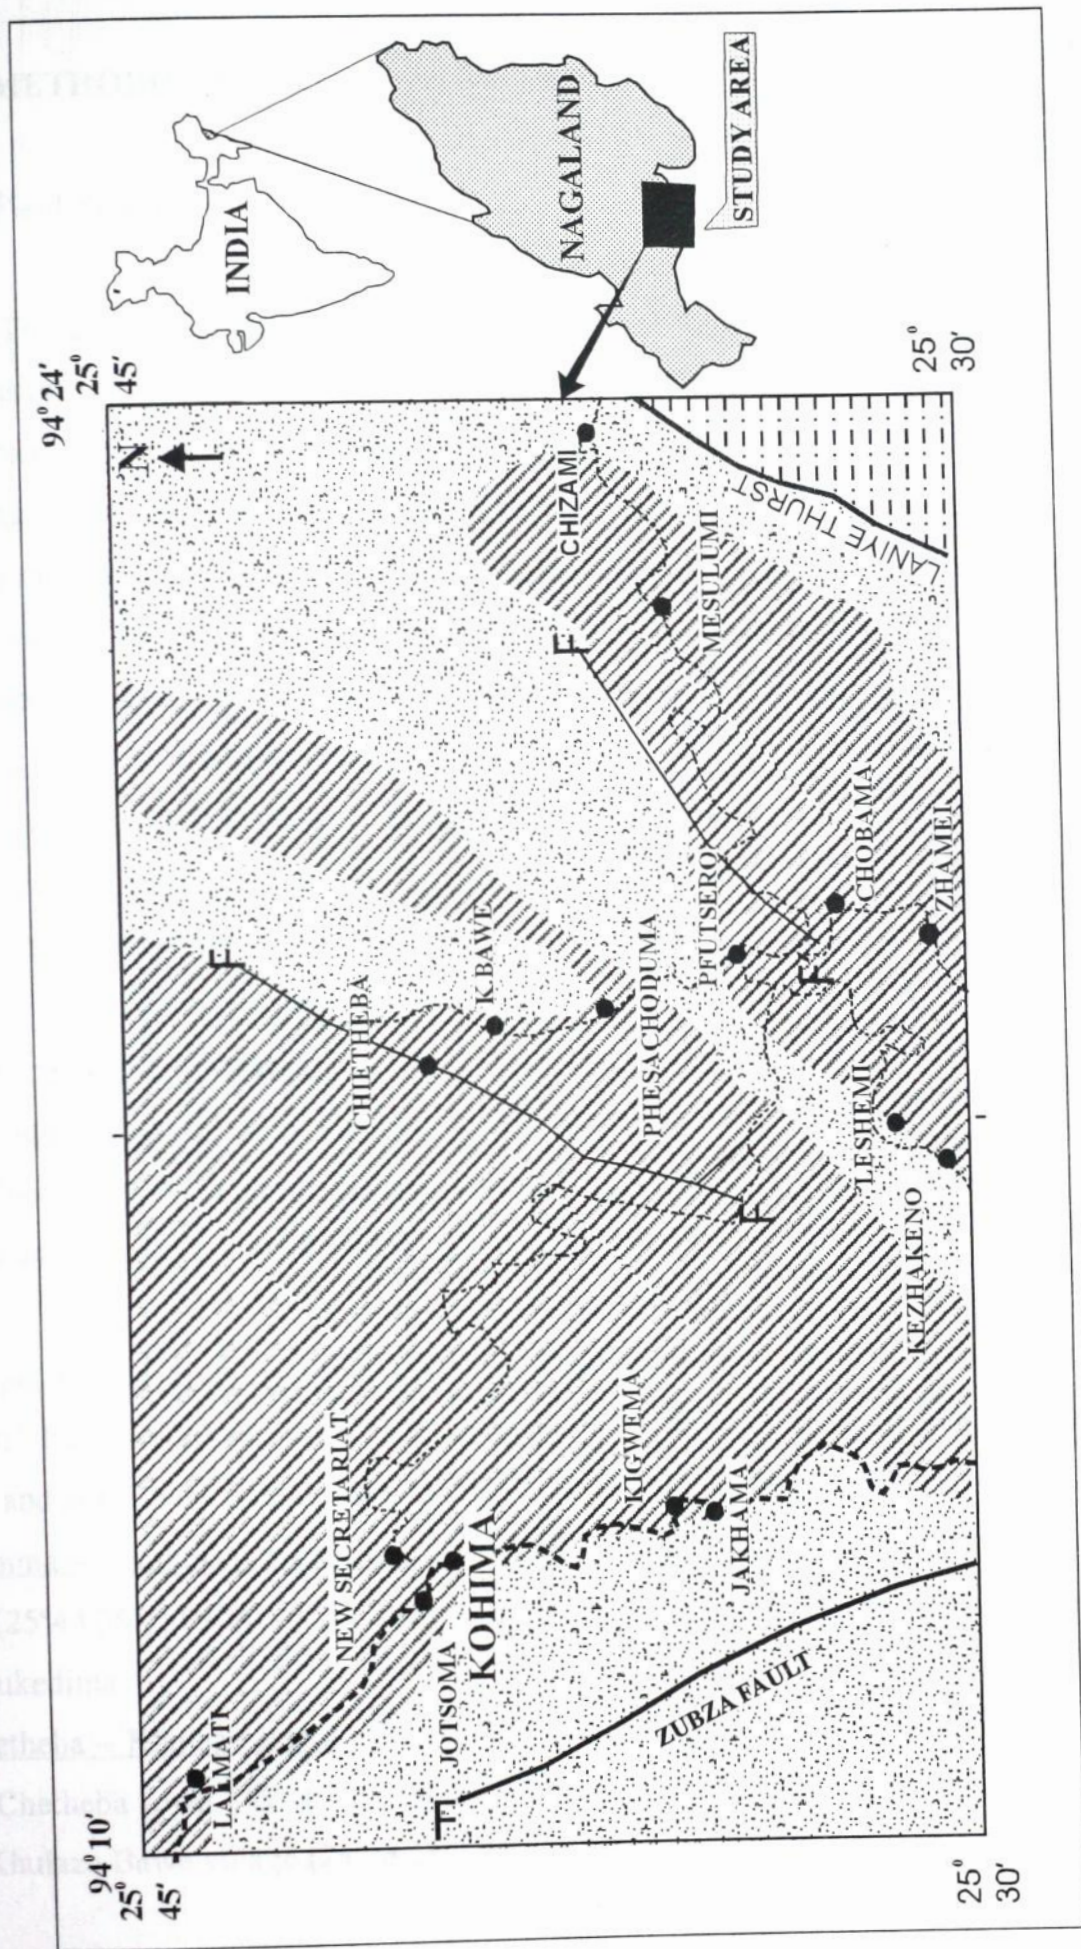 94°10'
25°
45'
94°24'
25°
45'
N
INDIA
NAGALAND
STUDY AREA
LALMATI
NEW SECRETARIAT
JOTSOMA
KOHIMA
KIGWEMA
JAKHAMA
ZUBZA FAULT
F
F
CHIETHEBA
K.BAWE
PHESACHODUMA
F
F
PFUTSERO
F
F
CHIZAMI
MESULUMI
LANIYE THURST
CHOBAMA
ZHAMEI
LESHEMI
KEZHAKENO
25°
30'
25°
30'